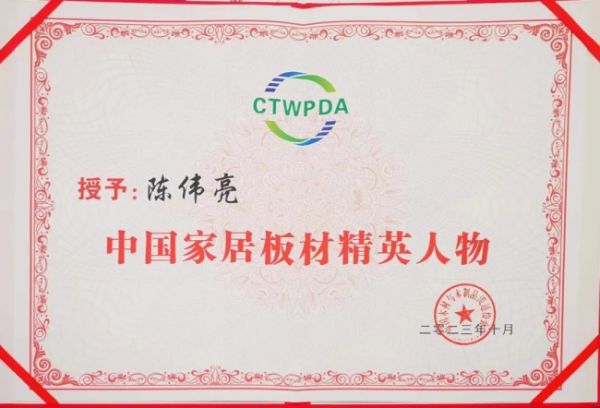 CTWPDA
授予：陈伟亮
中国家居板材精英人物
二〇二三年十月